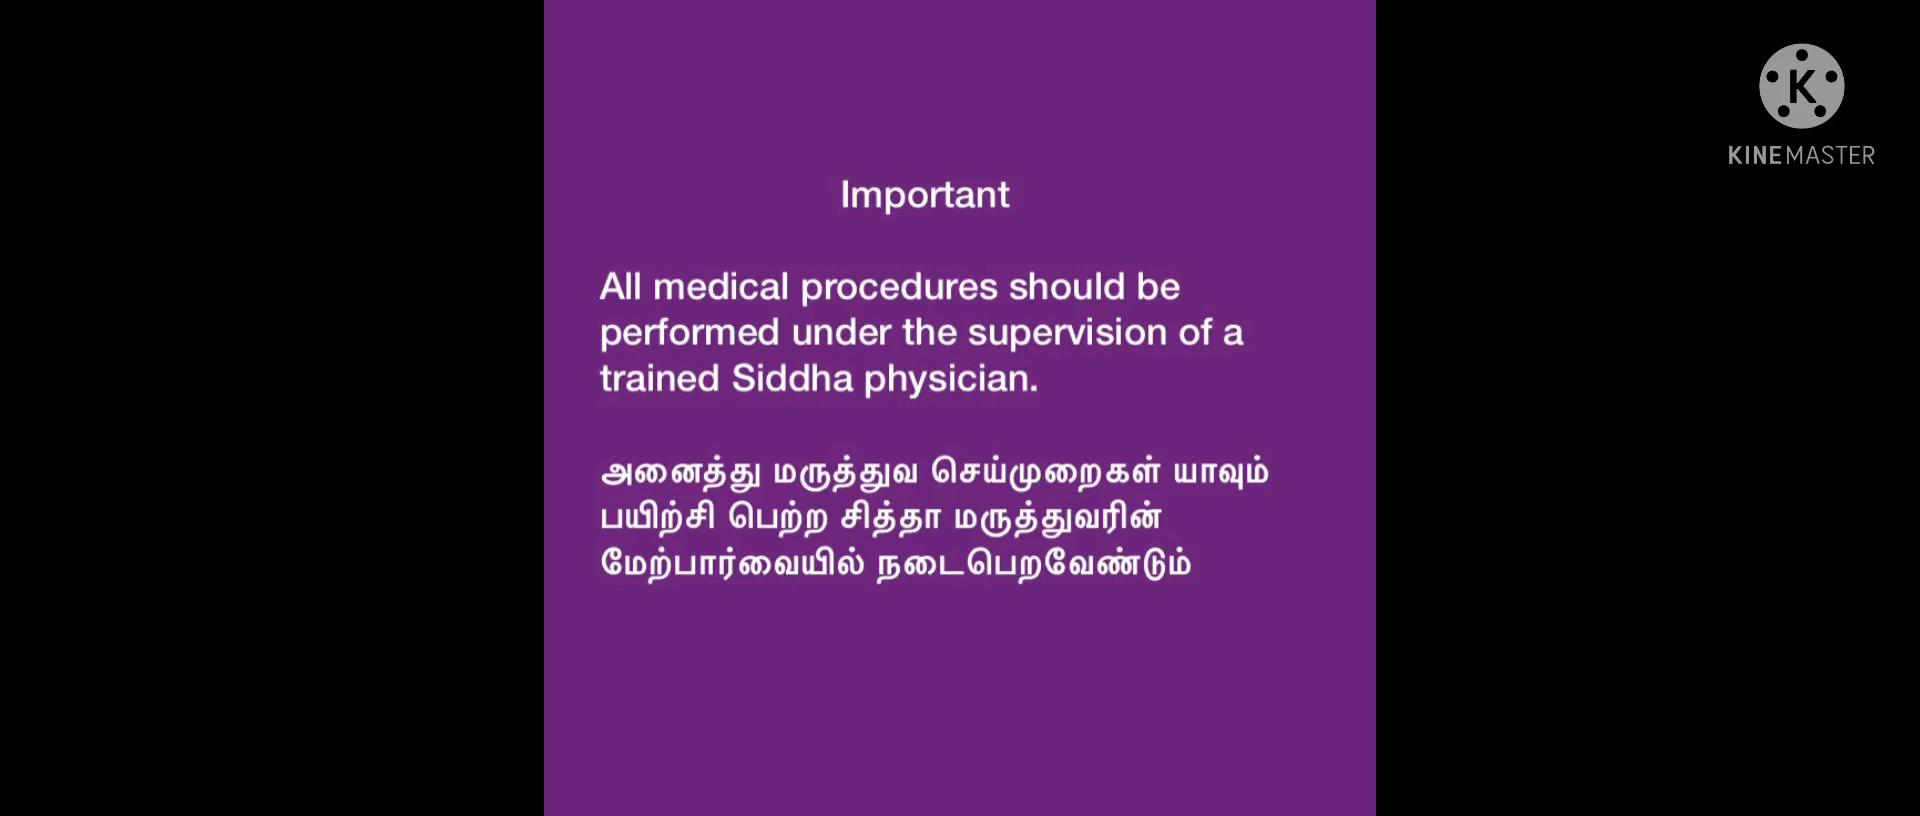 Important
All medical procedures should be
performed under the supervision of a
trained Siddha physician.
அனைத்து மருத்துவ செய்முறைகள் யாவும்
பயிற்சி பெற்ற சித்தா மருத்துவரின்
மேற்பார்வையில் நடைபெறவேண்டும்
K
KINEMASTER